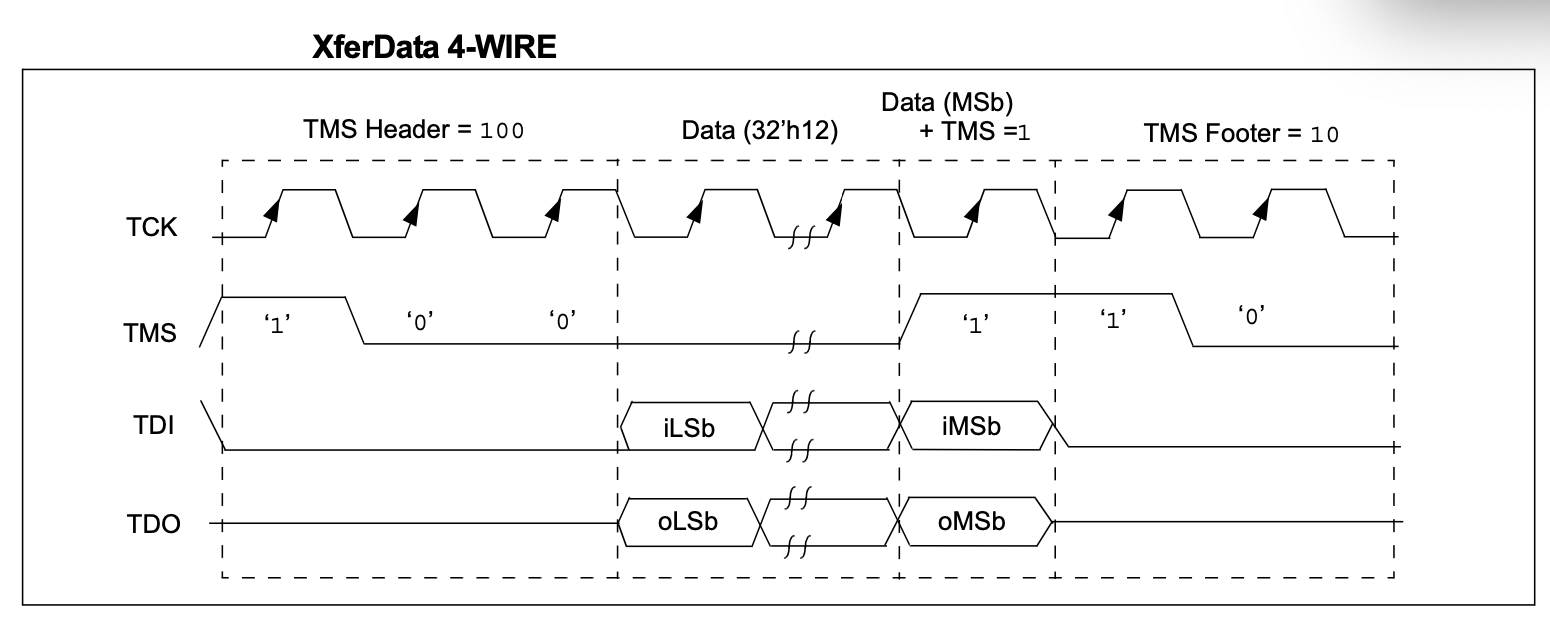 XferData 4-WIRE
Data (MSb)
TMS Header = 100
Data (32’h12)
+ TMS =1
TMS Footer = 10
TCK
TMS
‘1’
‘0’
‘0’
‘1’
‘1’
‘0’
TDI
iLSb
iMSb
TDO
oLSb
oMSb